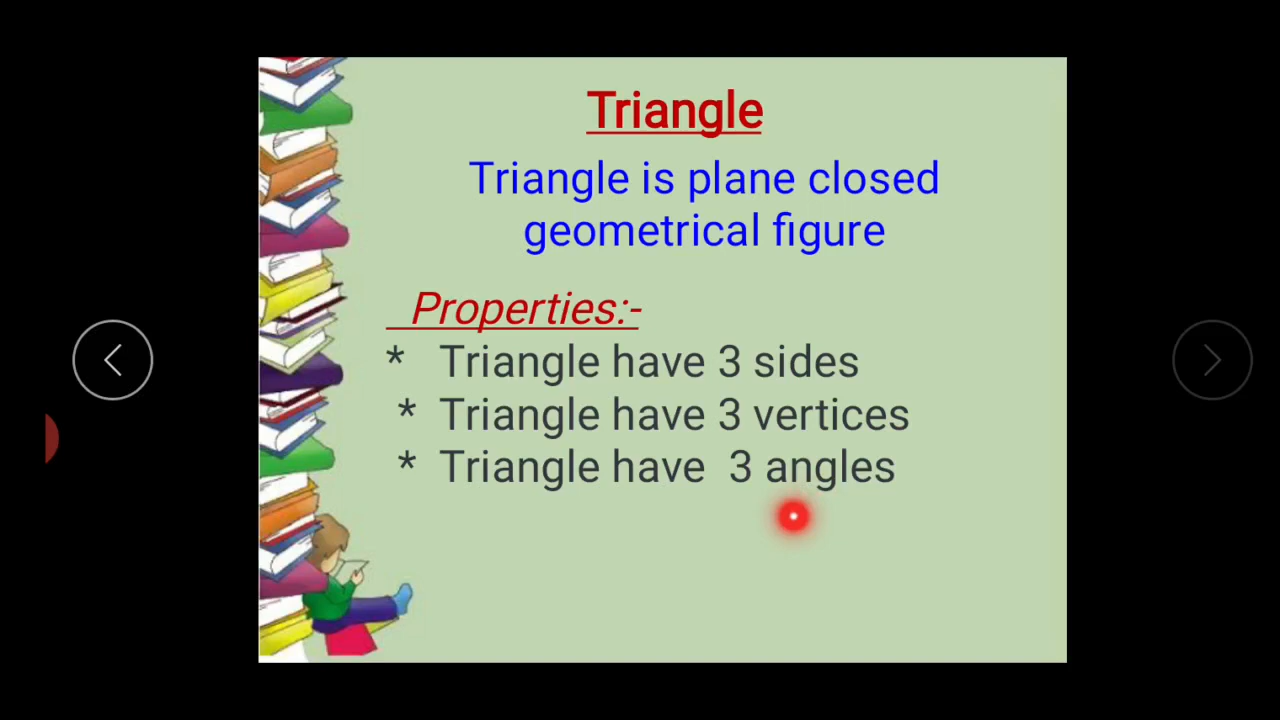 Triangle
Triangle is plane closed
geometrical figure
Properties:-
* Triangle have 3 sides
* Triangle have 3 vertices
* Triangle have 3 angles